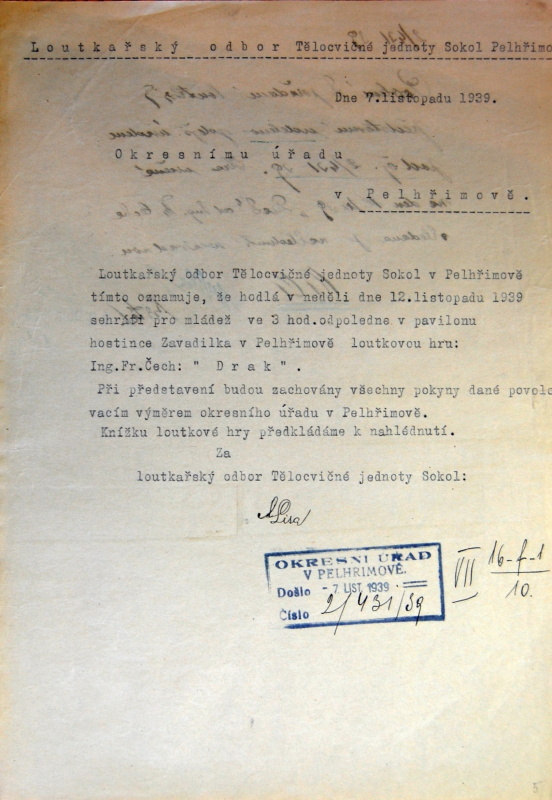 Loutkařský odbor Tělocvičné jednoty Sokol Pelhřimo
Dne 7.listopadu 1939.
Okresnímu úřadu
v Pelhřimově.
Loutkařský odbor Tělocvičné jednoty Sokol v Pelhřimově
tímto oznamuje, že hodlá v neděli dne 12.listopadu 1939
sehráti pro mládež ve 3 hod.odpoledne v pavilonu
hostince Zavadilka v Pelhřimově loutkovou hru:
Ing.Fr.Čech: " D r a k " .
Při představení budou zachovány všechny pokyny dané povolo
vacím výměrem okresního úřadu v Pelhřimově.
Knížku loutkové hry předkládáme k nahlédnutí.
Za
loutkařský odbor Tělocvičné jednoty Sokol:
OKRESNÍ ÚŘAD
V PELHŘIMOVĚ.
Došlo - 7. LIST. 1939
Číslo 2/431/39
VII 16-f-1
10.
5